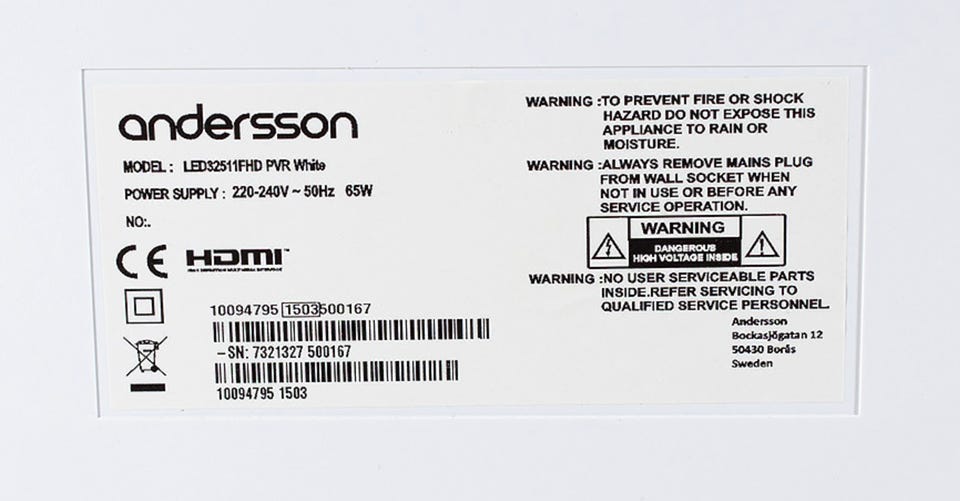 andersson
MODEL : LED32511FHD PVR White
POWER SUPPLY : 220-240V ~ 50Hz 65W
NO:.
CE HDMI™
10094795 1503500167
–SN: 7321327 500167
10094795 1503
WARNING :TO PREVENT FIRE OR SHOCK
HAZARD DO NOT EXPOSE THIS
APPLIANCE TO RAIN OR
MOISTURE.
WARNING :ALWAYS REMOVE MAINS PLUG
FROM WALL SOCKET WHEN
NOT IN USE OR BEFORE ANY
SERVICE OPERATION.
WARNING
DANGEROUS
HIGH VOLTAGE INSIDE
WARNING :NO USER SERVICEABLE PARTS
INSIDE.REFER SERVICING TO
QUALIFIED SERVICE PERSONNEL.
Andersson
Bockasjögatan 12
50430 Borås
Sweden